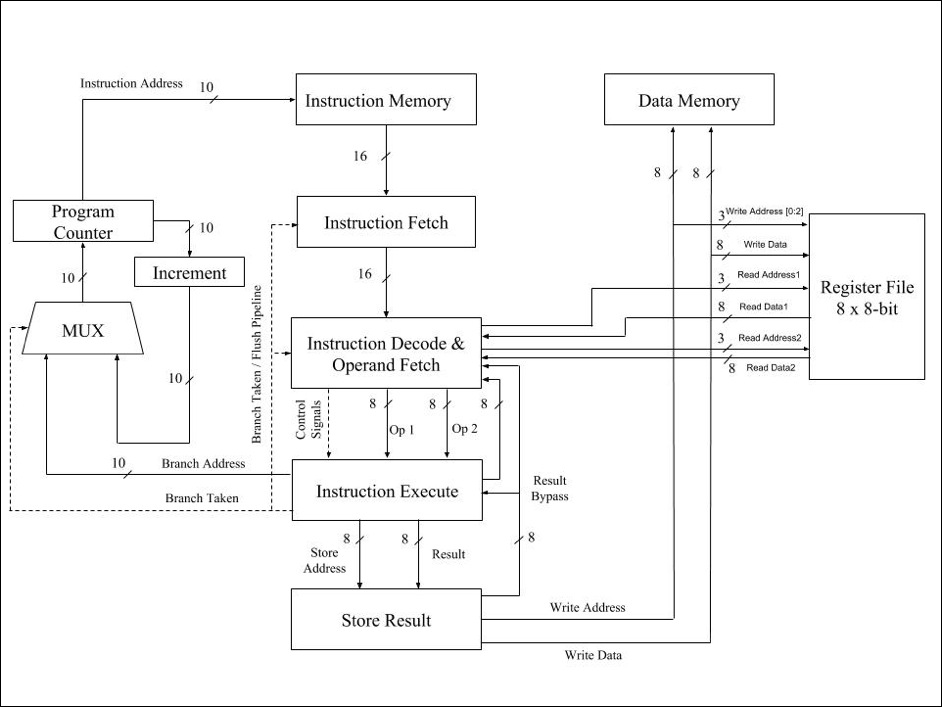 Instruction Address
10
Instruction Memory
Data Memory
16
8
8
Program
Counter
10
Instruction Fetch
3
Write Address [0:2]
8
Write Data
10
Increment
16
3
Read Address1
Register File
8 x 8-bit
8
Read Data1
MUX
Branch Taken / Flush Pipeline
Instruction Decode &
Operand Fetch
3
Read Address2
8
Read Data2
10
Control
Signals
8
Op 1
8
Op 2
8
10
Branch Address
Instruction Execute
Result
Bypass
Branch Taken
8
Store
Address
8
Result
8
Store Result
Write Address
Write Data